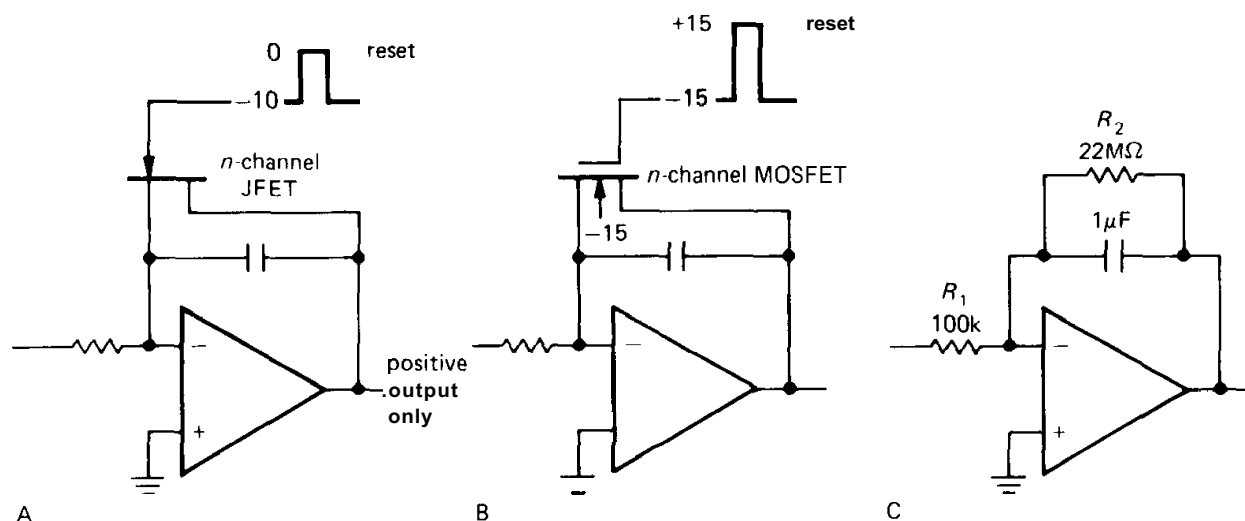 0 reset
−10
n-channel
JFET
−
+
positive
.output
only
A
+15 reset
−15
n-channel MOSFET
−15
−
+
B
R2
22MΩ
1µF
R1
100k
−
+
C